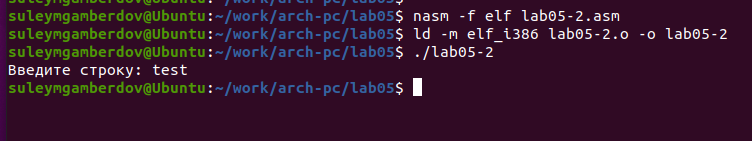 suleymgamberdov@Ubuntu:~/work/arch-pc/lab05$ nasm -f elf lab05-2.asm
suleymgamberdov@Ubuntu:~/work/arch-pc/lab05$ ld -m elf_i386 lab05-2.o -o lab05-2
suleymgamberdov@Ubuntu:~/work/arch-pc/lab05$ ./lab05-2
Введите строку: test
suleymgamberdov@Ubuntu:~/work/arch-pc/lab05$